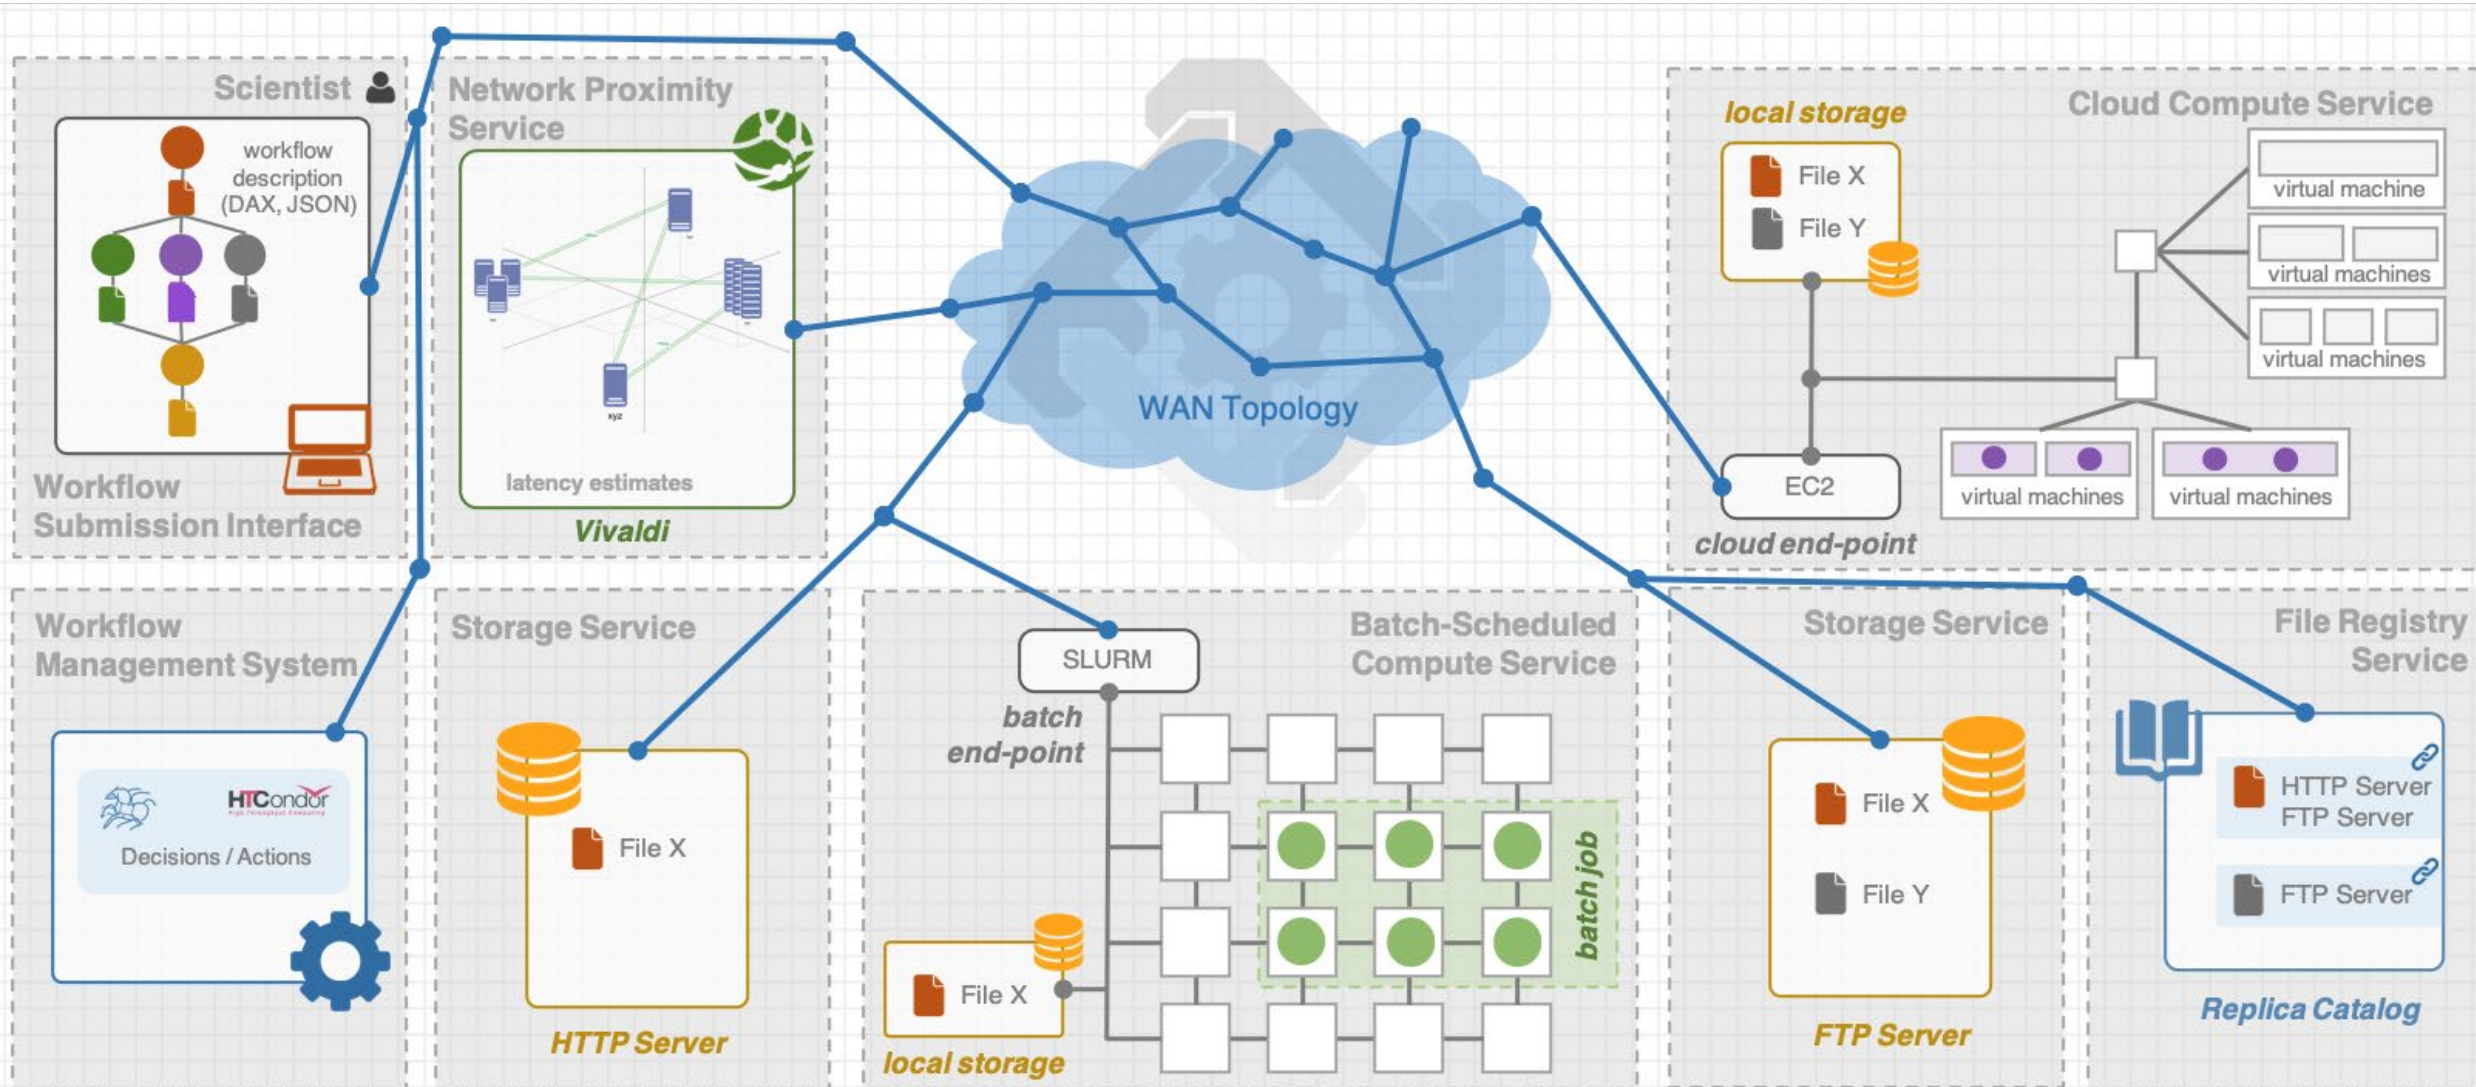 Scientist
workflow
description
(DAX, JSON)
Workflow
Submission Interface
Network Proximity
Service
xyz
latency estimates
Vivaldi
WAN Topology
Cloud Compute Service
local storage
File X
File Y
virtual machine
virtual machines
virtual machines
virtual machines
virtual machines
EC2
cloud end-point
Workflow
Management System
HTCondor
High Throughput Computing
Decisions / Actions
Storage Service
File X
HTTP Server
Batch-Scheduled
Compute Service
SLURM
batch
end-point
batch job
File X
local storage
Storage Service
File X
File Y
FTP Server
File Registry
Service
HTTP Server
FTP Server
FTP Server
Replica Catalog